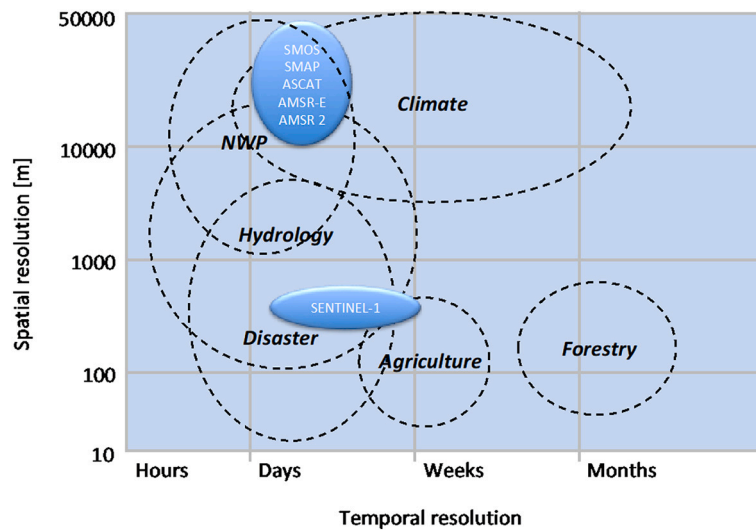 50000
SMOS
SMAP
ASCAT
AMSR-E
AMSR 2
Climate
NWP
10000
Hydrology
1000
SENTINEL-1
Disaster
Agriculture
Forestry
100
10
Spatial resolution [m]
Hours Days Weeks Months
Temporal resolution